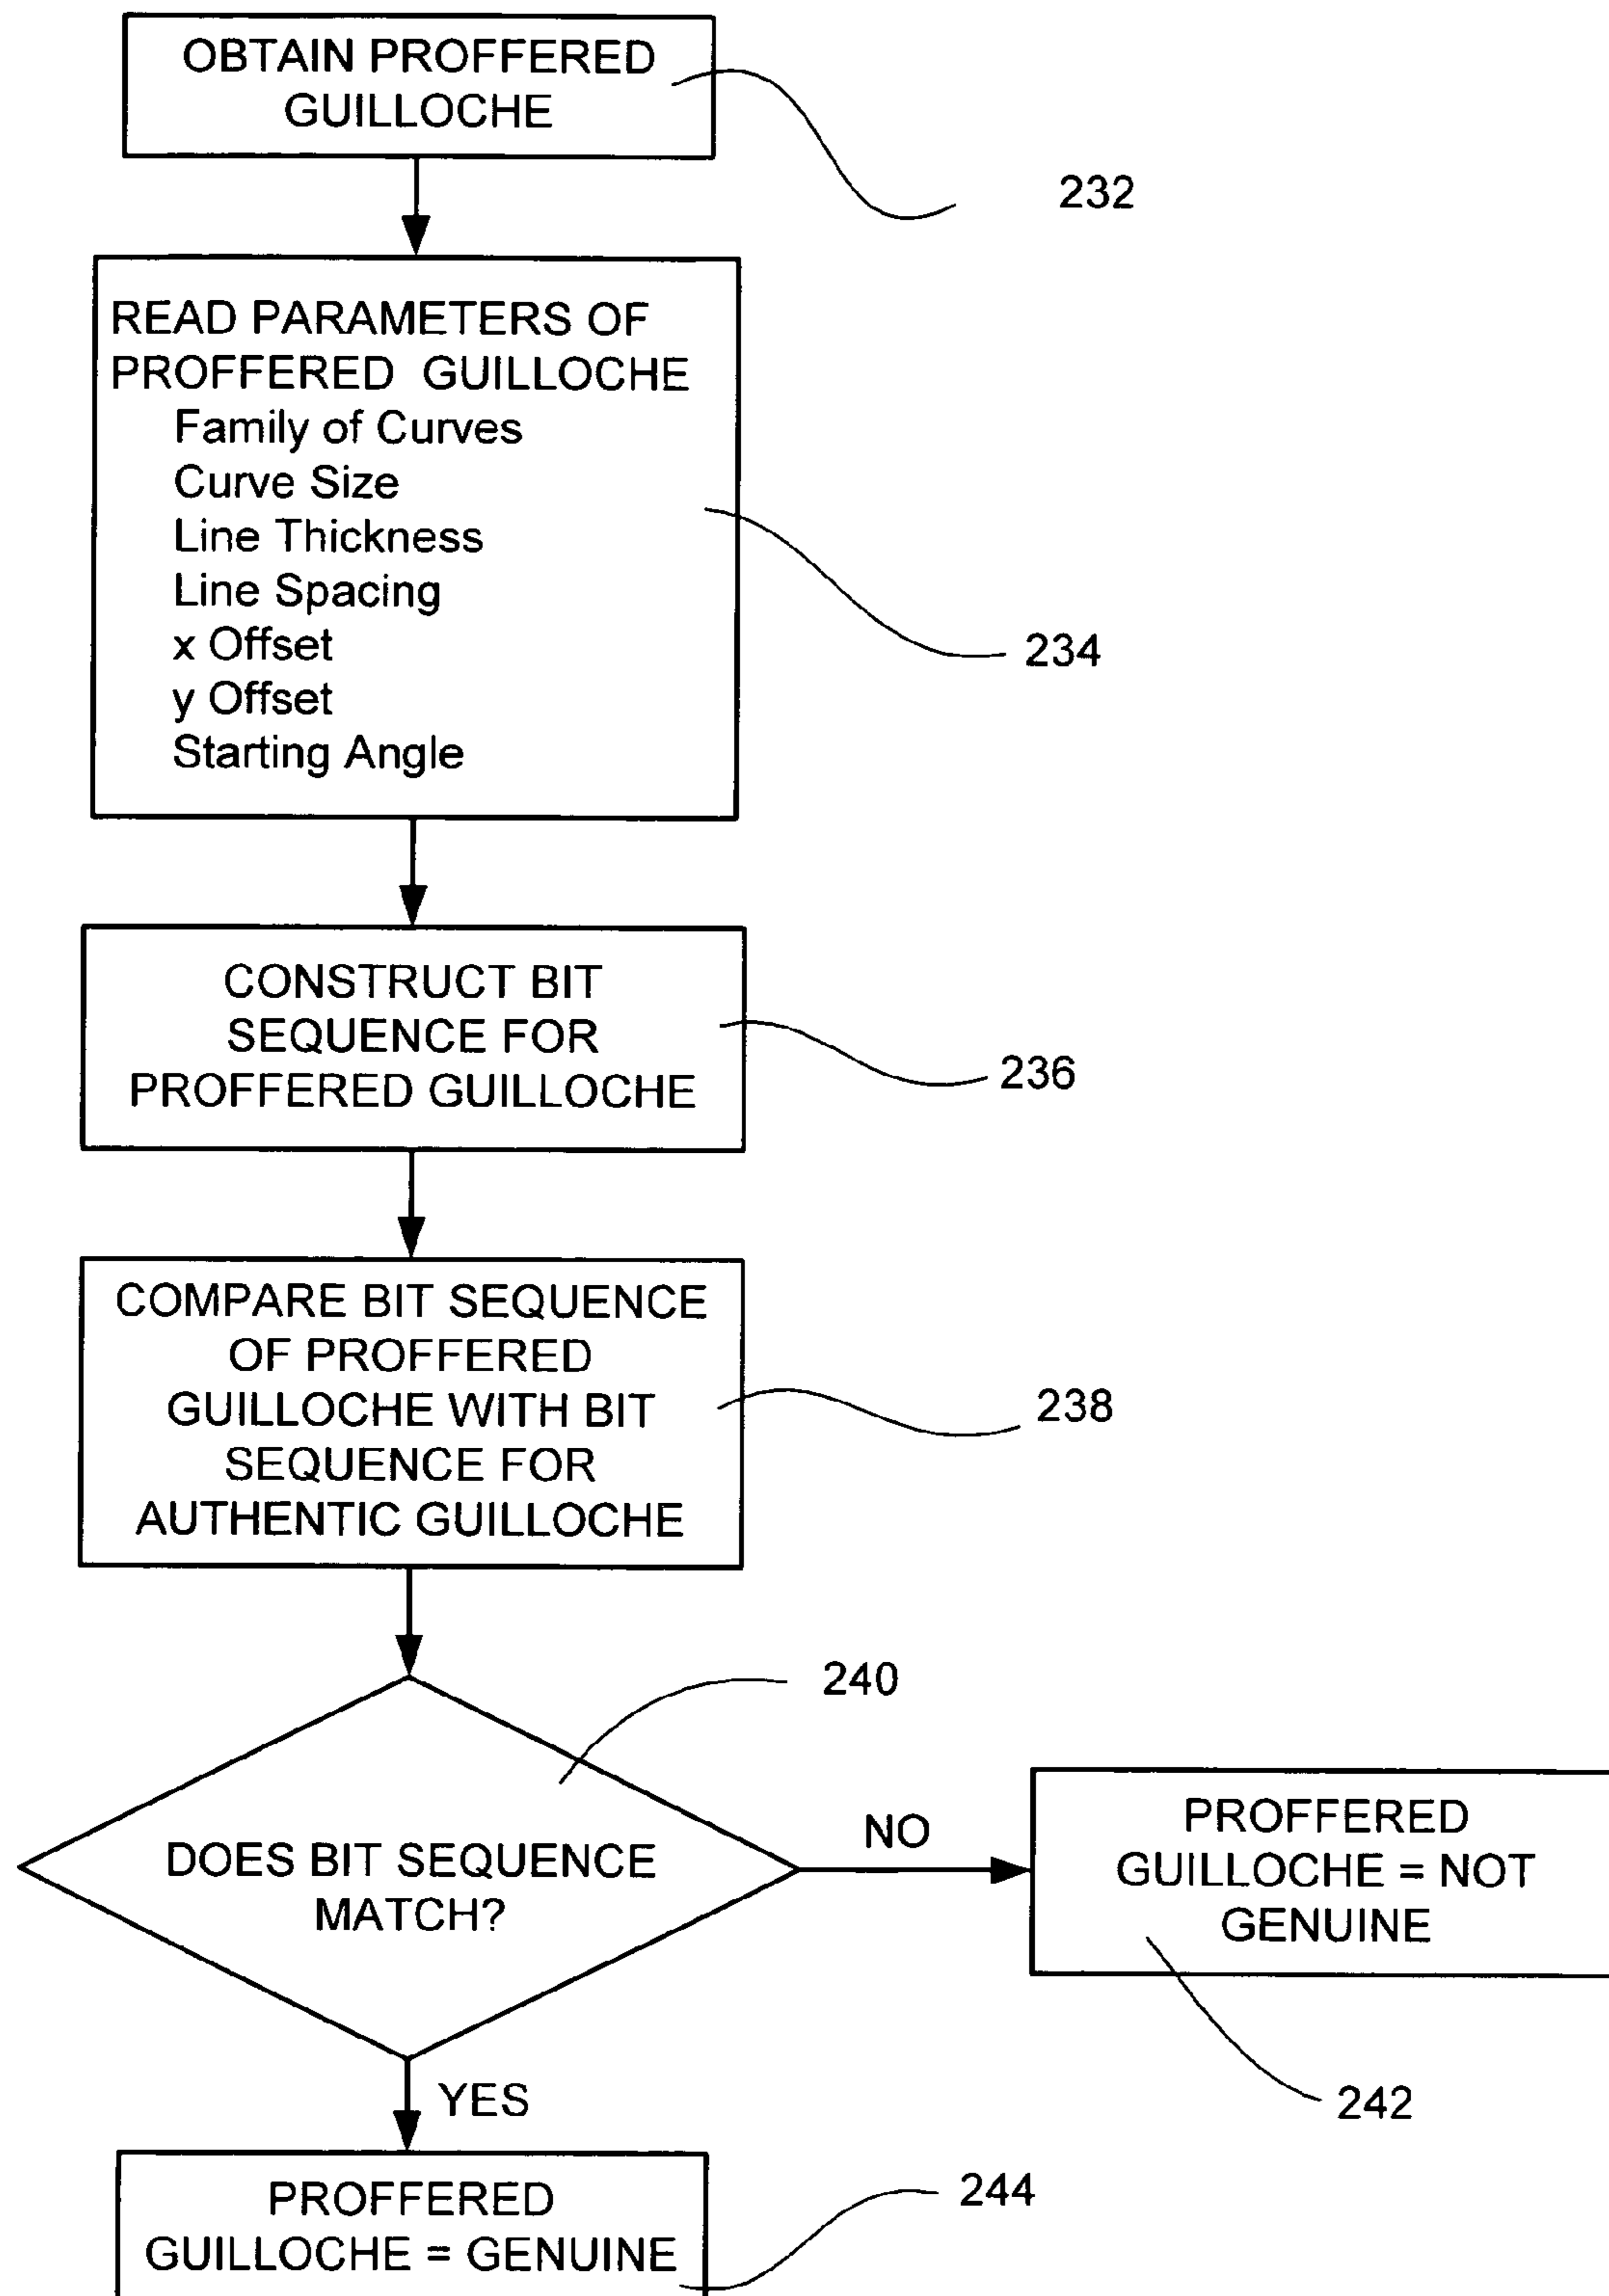 OBTAIN PROFFERED
GUILLOCHE
232
READ PARAMETERS OF
PROFFERED GUILLOCHE
Family of Curves
Curve Size
Line Thickness
Line Spacing
x Offset
y Offset
Starting Angle
234
CONSTRUCT BIT
SEQUENCE FOR
PROFFERED GUILLOCHE
236
COMPARE BIT SEQUENCE
OF PROFFERED
GUILLOCHE WITH BIT
SEQUENCE FOR
AUTHENTIC GUILLOCHE
238
240
DOES BIT SEQUENCE
MATCH?
NO
PROFFERED
GUILLOCHE = NOT
GENUINE
242
YES
PROFFERED
GUILLOCHE = GENUINE
244